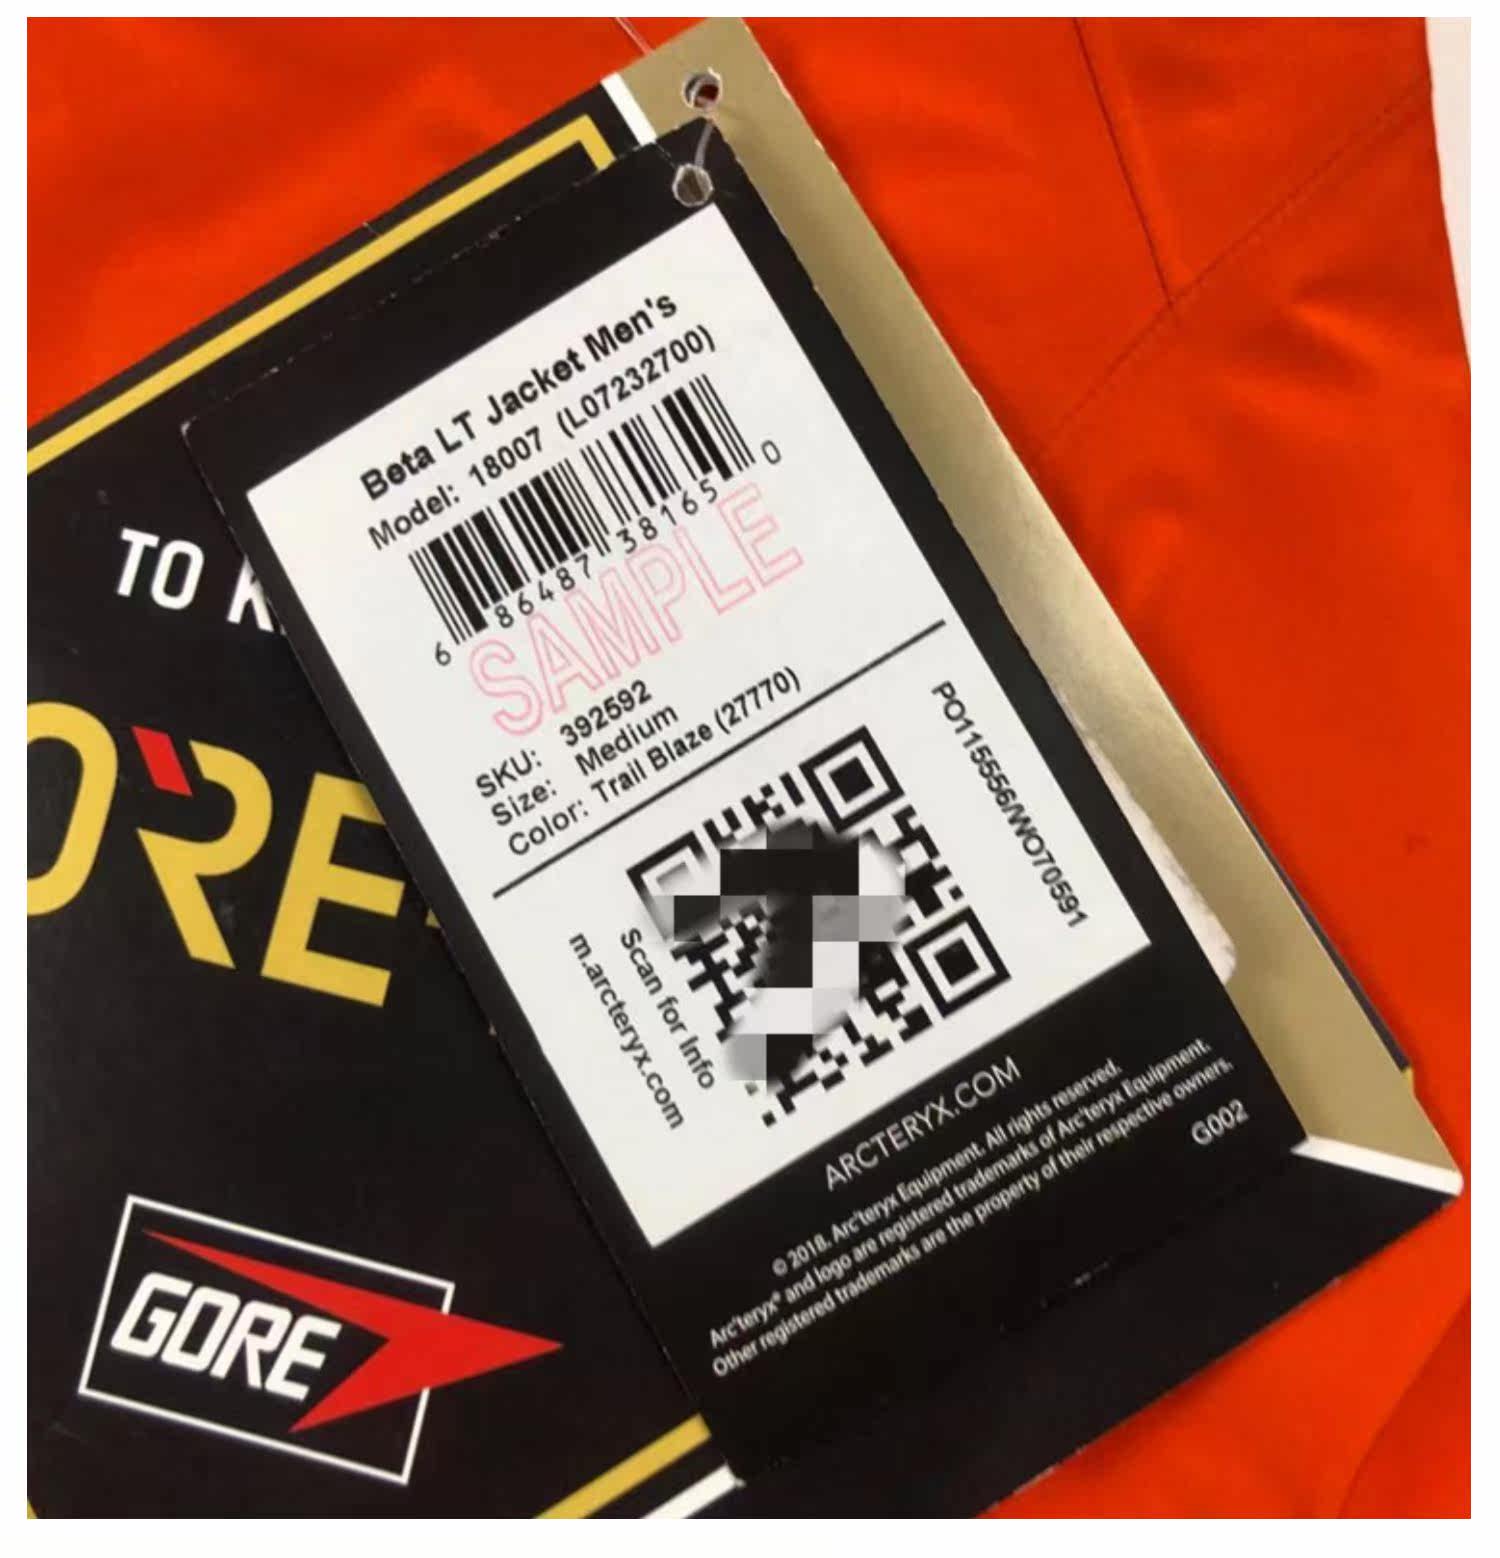 Beta LT Jacket Men's
Model: 18007 (L07232700)
6 86487 38165 0
SAMPLE
SKU: 392592
Size: Medium
Color: Trail Blaze (27770)
PO115556/WO70591
Scan for Info
m.arcteryx.com
ARCTERYX.COM
© 2018. Arc'teryx Equipment. All rights reserved.
Arc'teryx® and logo are registered trademarks of Arc'teryx Equipment.
Other registered trademarks are the property of their respective owners.
G002
TO K
ORE-
GORE